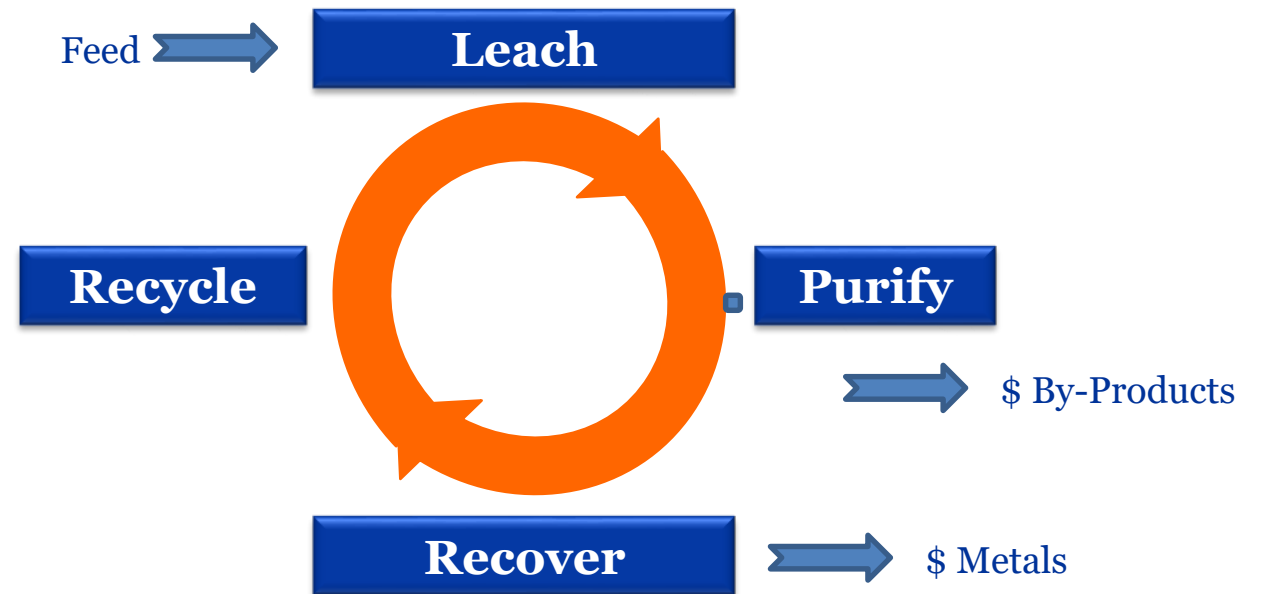 Feed
Leach
Recycle
Purify
$ By-Products
Recover
$ Metals